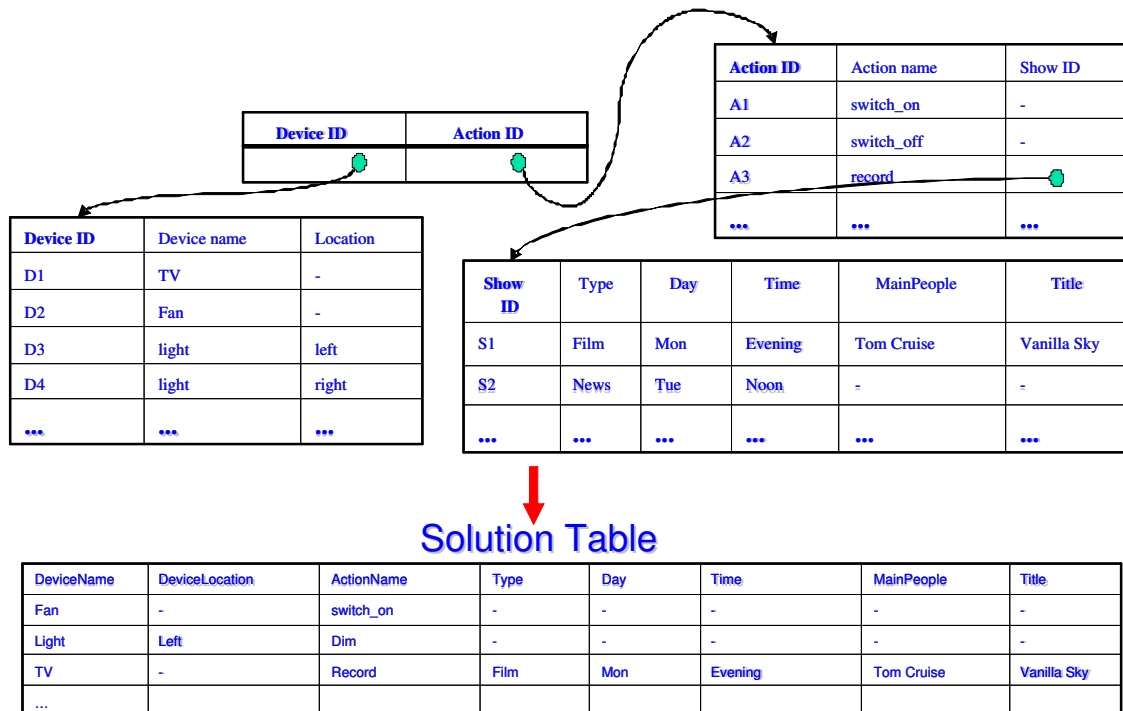 Device ID Action ID
Action ID Action name Show ID
A1 switch_on -
A2 switch_off -
A3 record
... ... ...
Device ID Device name Location
D1 TV -
D2 Fan -
D3 light left
D4 light right
... ... ...
Show ID Type Day Time MainPeople Title
S1 Film Mon Evening Tom Cruise Vanilla Sky
S2 News Tue Noon - -
... ... ... ... ... ...
Solution Table
DeviceName DeviceLocation ActionName Type Day Time MainPeople Title
Fan - switch_on - - - - -
Light Left Dim - - - - -
TV - Record Film Mon Evening Tom Cruise Vanilla Sky
...